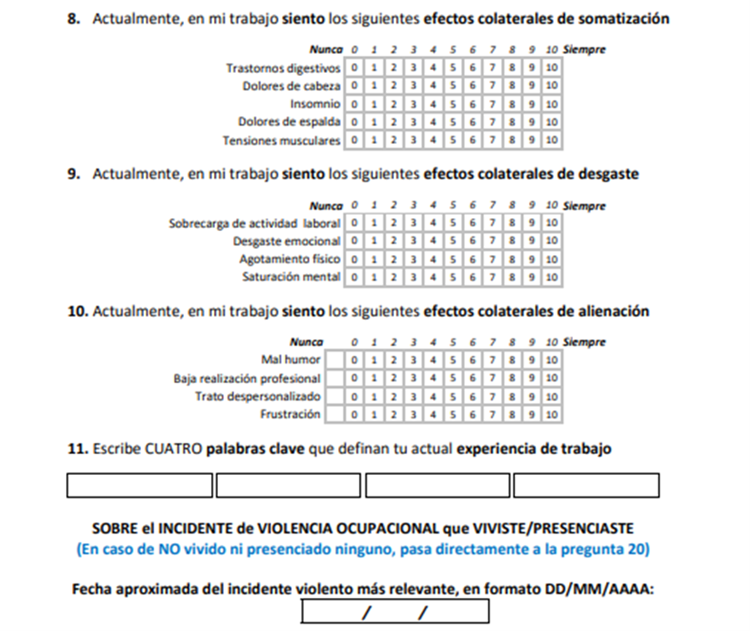 8. Actualmente, en mi trabajo siento los siguientes efectos colaterales de somatización
Nunca 0 1 2 3 4 5 6 7 8 9 10 Siempre
Trastornos digestivos 0 1 2 3 4 5 6 7 8 9 10
Dolores de cabeza 0 1 2 3 4 5 6 7 8 9 10
Insomnio 0 1 2 3 4 5 6 7 8 9 10
Dolores de espalda 0 1 2 3 4 5 6 7 8 9 10
Tensiones musculares 0 1 2 3 4 5 6 7 8 9 10
9. Actualmente, en mi trabajo siento los siguientes efectos colaterales de desgaste
Nunca 0 1 2 3 4 5 6 7 8 9 10 Siempre
Sobrecarga de actividad laboral 0 1 2 3 4 5 6 7 8 9 10
Desgaste emocional 0 1 2 3 4 5 6 7 8 9 10
Agotamiento físico 0 1 2 3 4 5 6 7 8 9 10
Saturación mental 0 1 2 3 4 5 6 7 8 9 10
10. Actualmente, en mi trabajo siento los siguientes efectos colaterales de alienación
Nunca 0 1 2 3 4 5 6 7 8 9 10 Siempre
Mal humor 0 1 2 3 4 5 6 7 8 9 10
Baja realización profesional 0 1 2 3 4 5 6 7 8 9 10
Trato despersonalizado 0 1 2 3 4 5 6 7 8 9 10
Frustración 0 1 2 3 4 5 6 7 8 9 10
11. Escribe CUATRO palabras clave que definan tu actual experiencia de trabajo
SOBRE el INCIDENTE de VIOLENCIA OCUPACIONAL que VIVISTE/PRESENCIASTE
(En caso de NO vivido ni presenciado ninguno, pasa directamente a la pregunta 20)
Fecha aproximada del incidente violento más relevante, en formato DD/MM/AAAA:
/ /